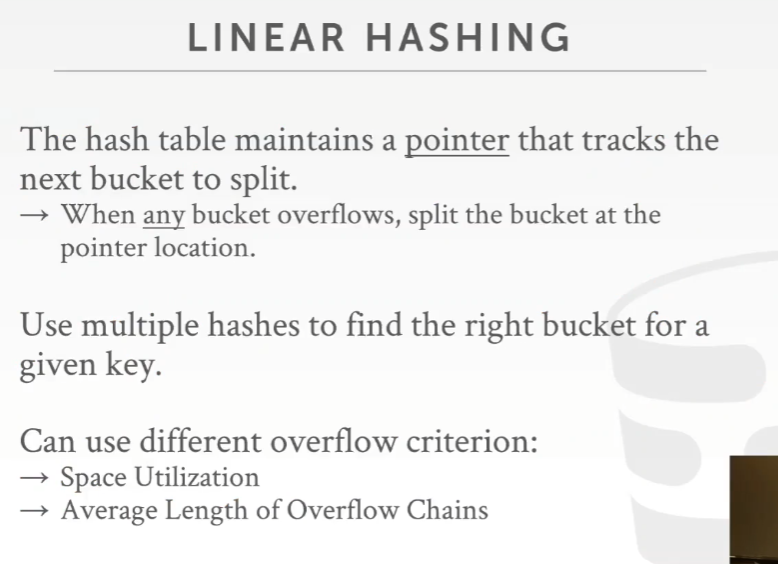 LINEAR HASHING
The hash table maintains a pointer that tracks the
next bucket to split.
→ When any bucket overflows, split the bucket at the
pointer location.
Use multiple hashes to find the right bucket for a
given key.
Can use different overflow criterion:
→ Space Utilization
→ Average Length of Overflow Chains